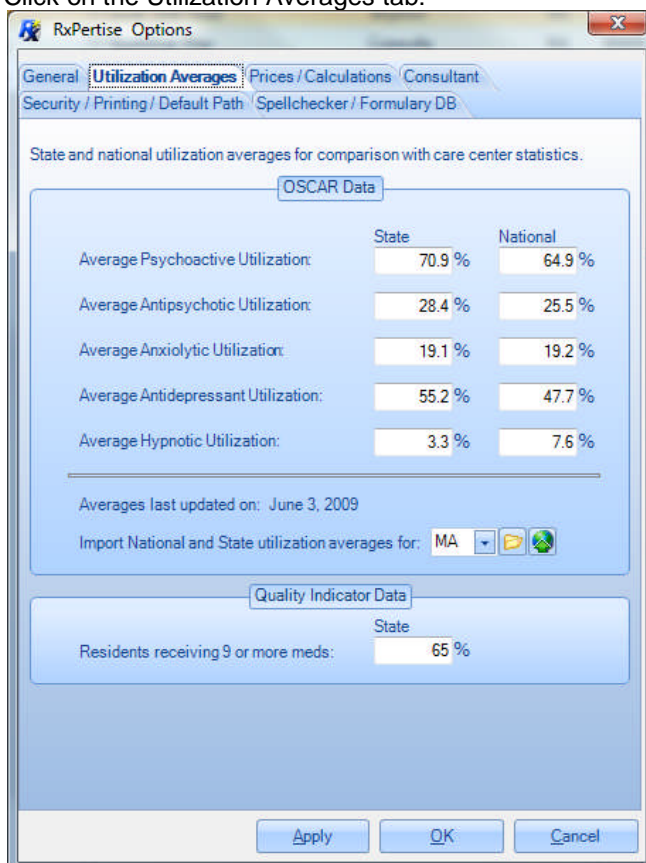 Click on the Utilization Averages tab.
RxPertise Options
General Utilization Averages Prices / Calculations Consultant
Security / Printing / Default Path Spellchecker / Formulary DB
State and national utilization averages for comparison with care center statistics.
OSCAR Data
State National
Average Psychoactive Utilization: 70.9 % 64.9 %
Average Antipsychotic Utilization: 28.4 % 25.5 %
Average Anxiolytic Utilization: 19.1 % 19.2 %
Average Antidepressant Utilization: 55.2 % 47.7 %
Average Hypnotic Utilization: 3.3 % 7.6 %
Averages last updated on: June 3, 2009
Import National and State utilization averages for: MA
Quality Indicator Data
State
Residents receiving 9 or more meds: 65 %
Apply OK Cancel